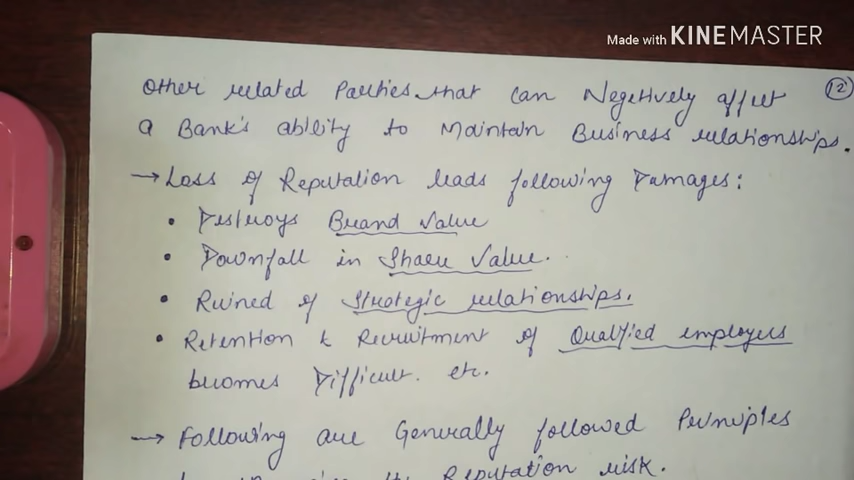 Made with KINEMASTER
12
Other related Parties that can Negetively affect
a Bank's ability to Maintain Business relationships.
→ Loss of Reputation leads following Damages:
• Destroys Brand Value
• Downfall in Share Value.
• Ruined of Strategic relationships.
• Retention & Recruitment of Qualified employees
becomes Difficult. etc.
→ Following are Generally followed Principles
Reputation risk.